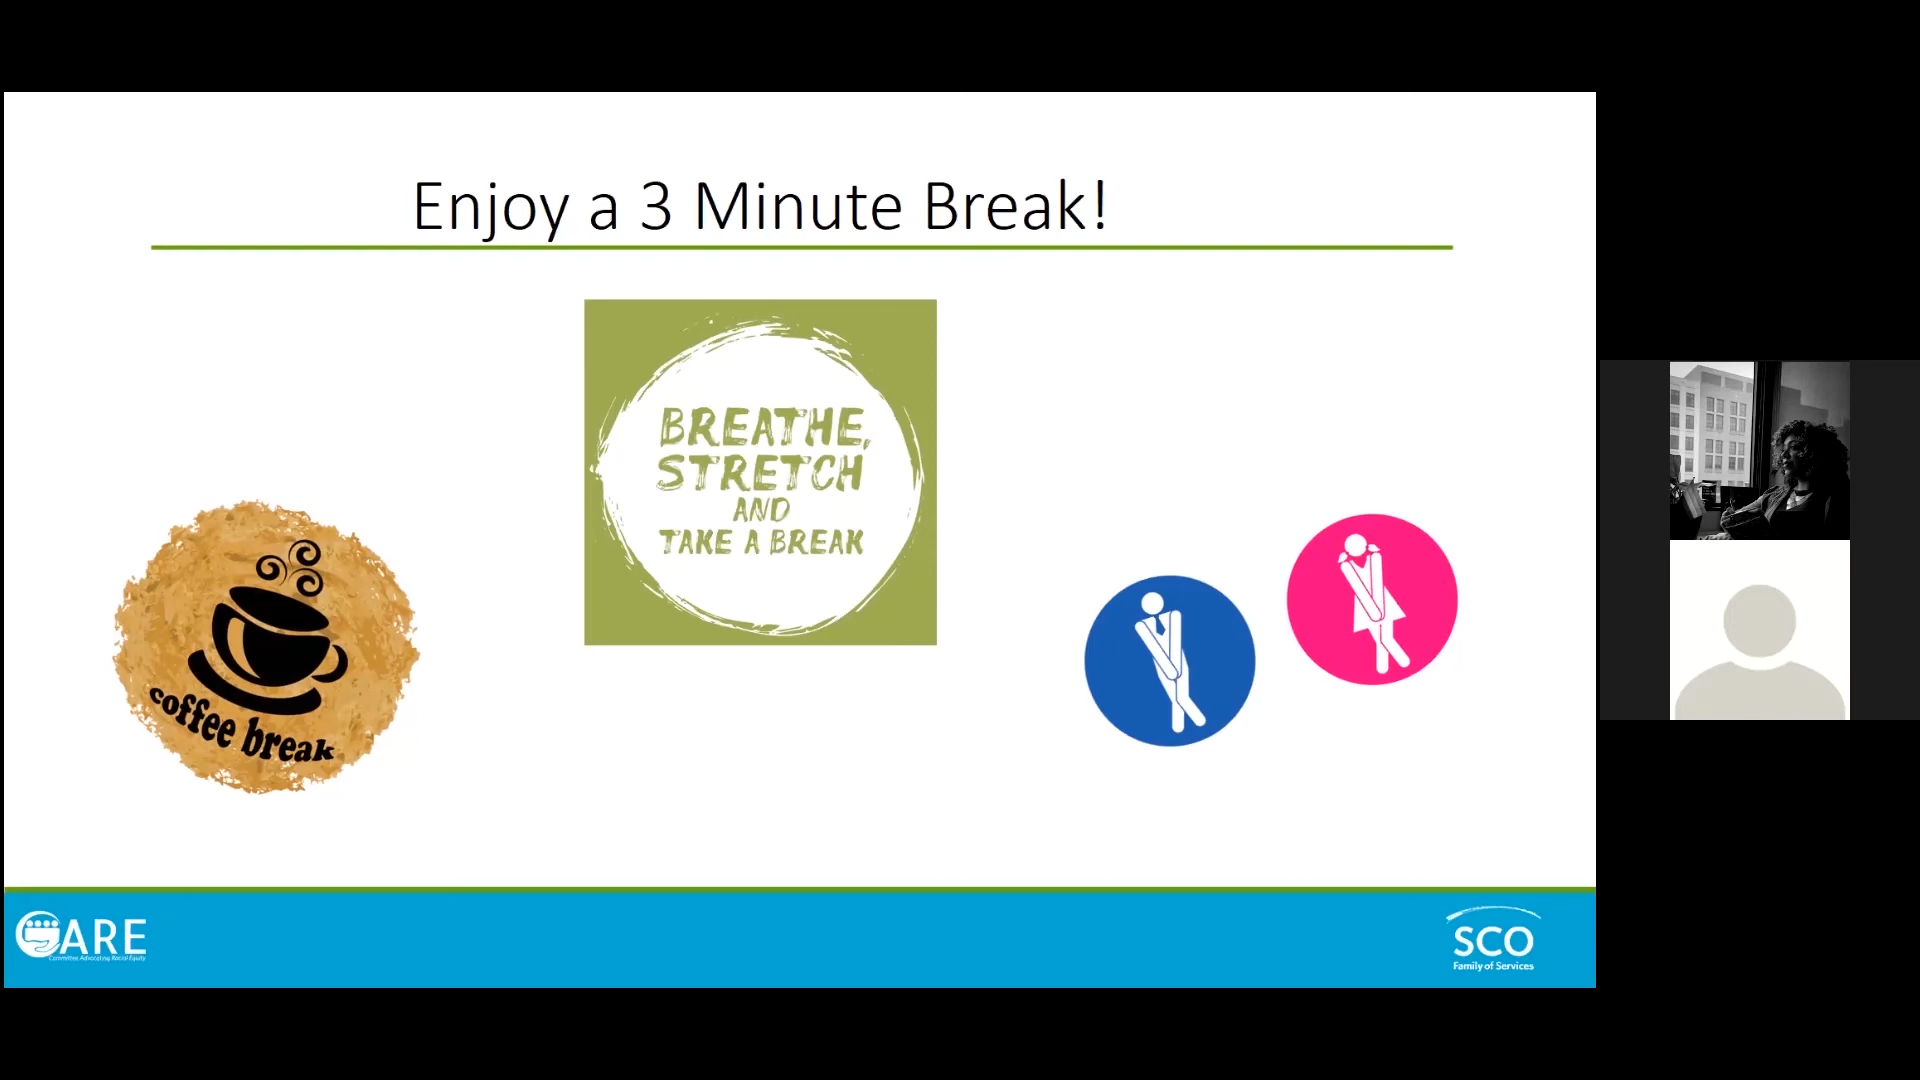 Enjoy a 3 Minute Break!
BREATHE,
STRETCH
AND
TAKE A BREAK
coffee break
CARE
Committee Advocating Racial Equity
SCO
Family of Services